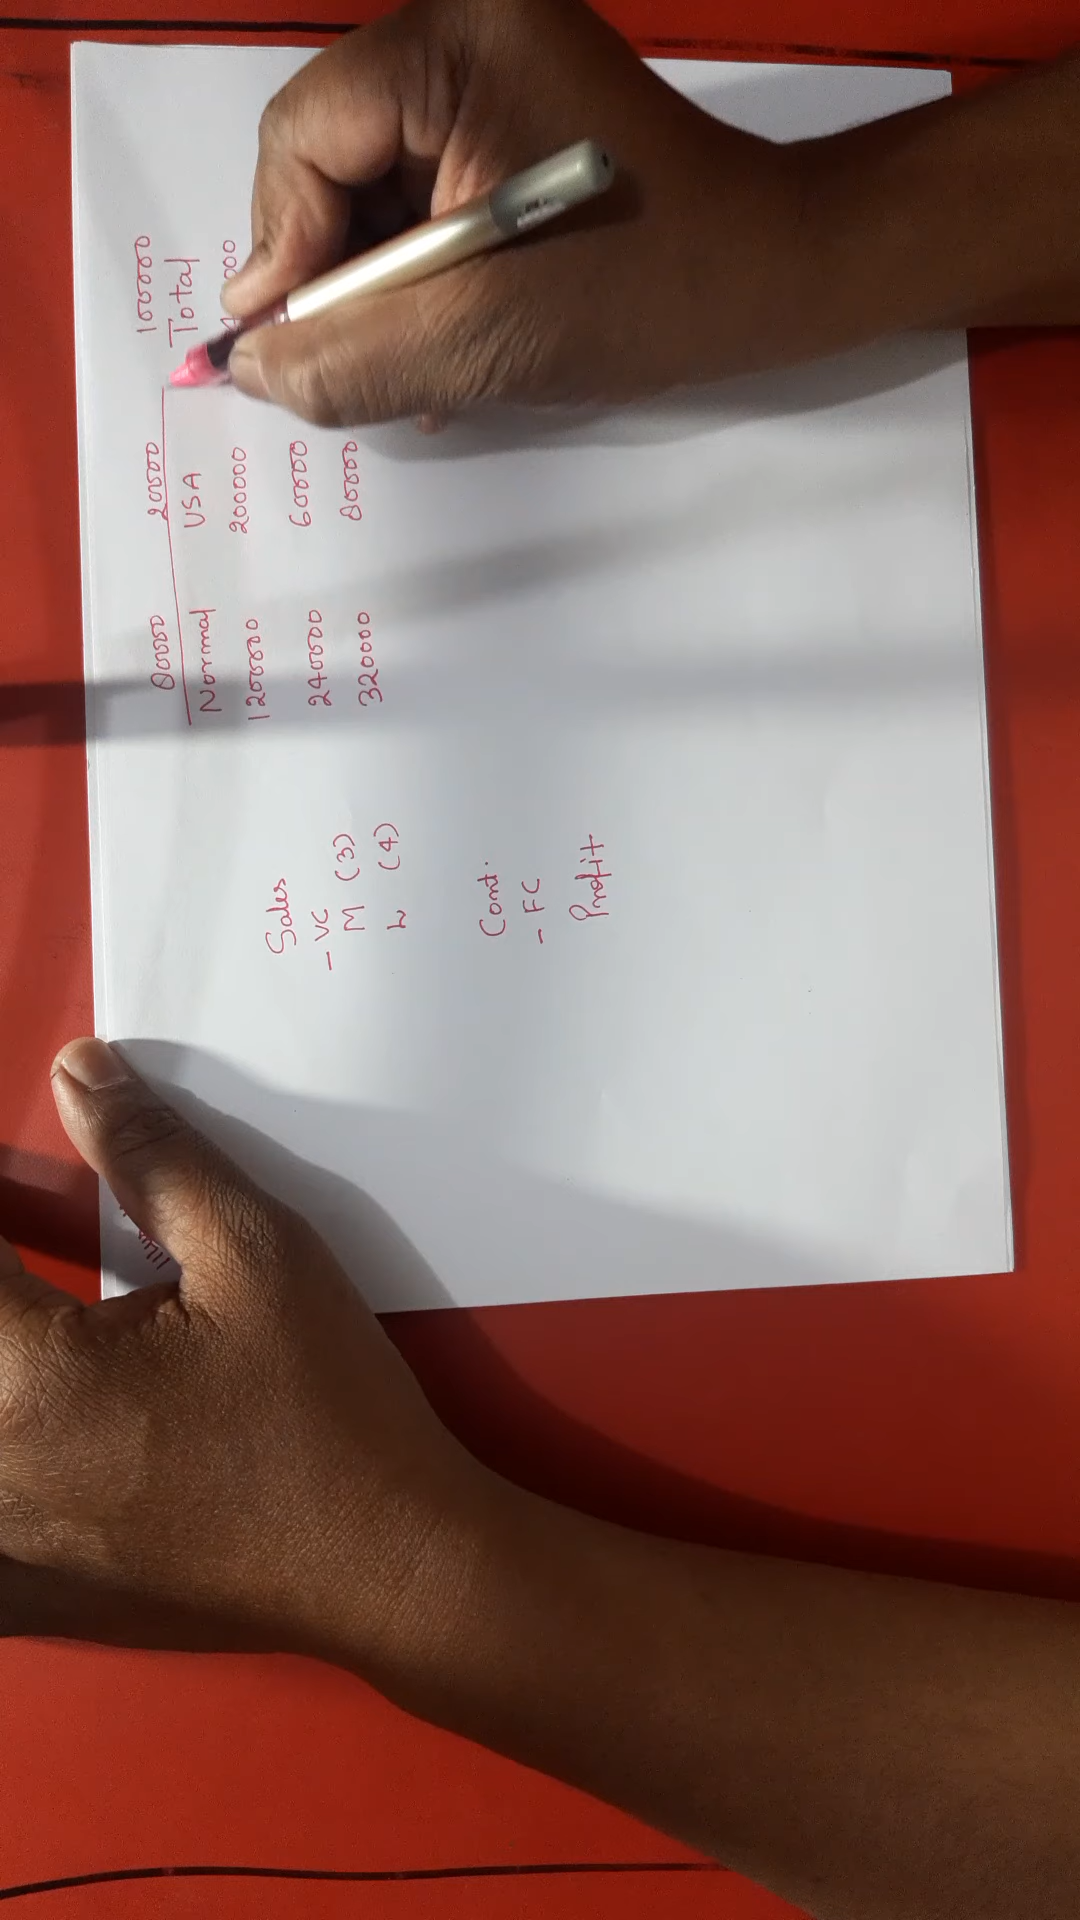 80000 20000 100000
Normal USA Total
Sales 1200000 200000
- VC
M (3) 240000 60000
L (4) 320000 80000
Cont.
- FC
Profit